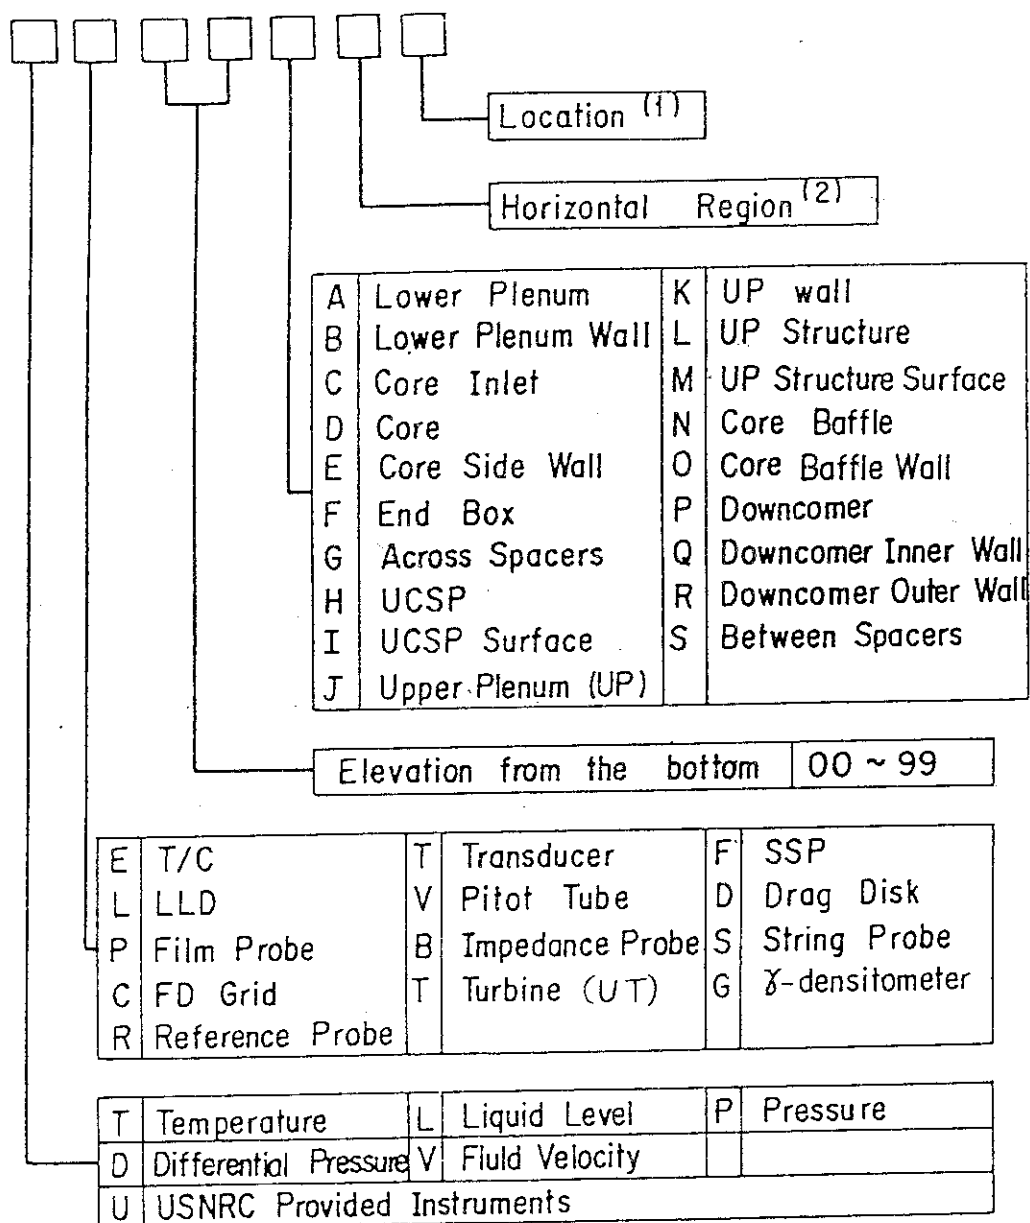 Location (1)
Horizontal Region (2)
A Lower Plenum K UP wall
B Lower Plenum Wall L UP Structure
C Core Inlet M UP Structure Surface
D Core N Core Baffle
E Core Side Wall O Core Baffle Wall
F End Box P Downcomer
G Across Spacers Q Downcomer Inner Wall
H UCSP R Downcomer Outer Wall
I UCSP Surface S Between Spacers
J Upper Plenum (UP)
Elevation from the bottom 00 ~ 99
E T/C T Transducer F SSP
L LLD V Pitot Tube D Drag Disk
P Film Probe B Impedance Probe S String Probe
C FD Grid T Turbine (UT) G γ-densitometer
R Reference Probe
T Temperature L Liquid Level P Pressure
D Differential Pressure V Fluid Velocity
U USNRC Provided Instruments